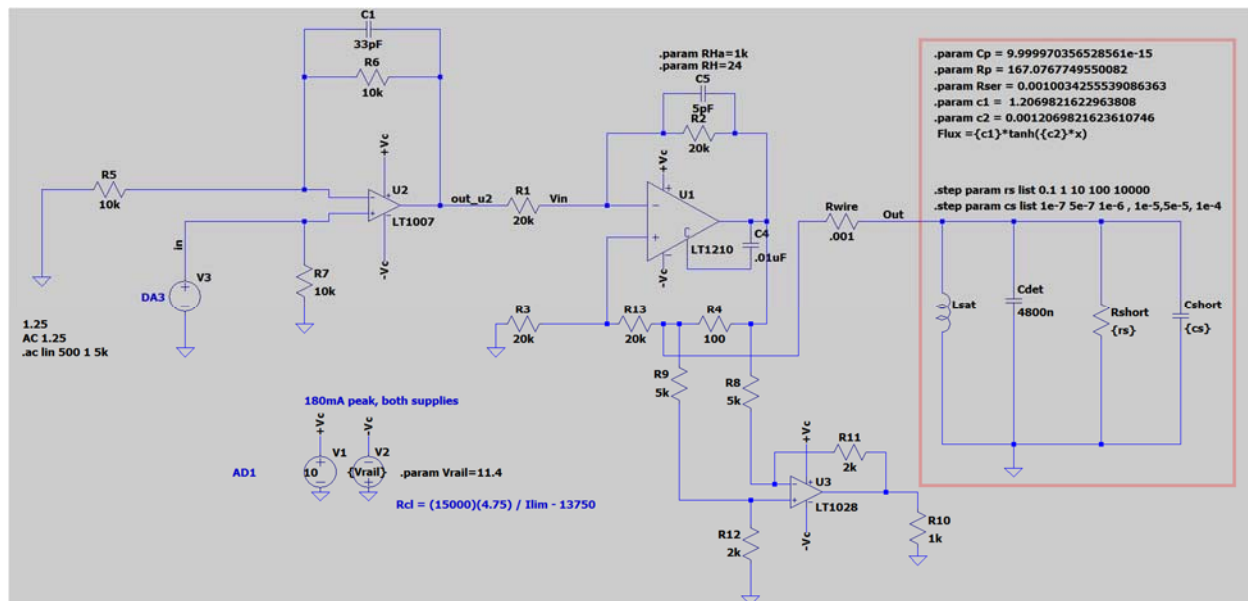 C1
33pF
R6
10k
+Vc
U2
LT1007
-Vc
R5
10k
in
V3
DA3
R7
10k
1.25
AC 1.25
.ac lin 500 1 5k
out_u2
R1
20k
Vin
.param RHa=1k
.param RH=24
C5
5pF
R2
20k
+Vc
U1
C
LT1210
-Vc
C4
.01uF
R3
20k
R13
20k
R4
100
Rwire
.001
Out
R9
5k
R8
5k
+Vc
R11
2k
U3
LT1028
-Vc
R12
2k
R10
1k
180mA peak, both supplies
+Vc
V1
10
-Vc
V2
{Vrail}
.param Vrail=11.4
AD1
Rcl = (15000)(4.75) / Ilim - 13750
.param Cp = 9.999970356528561e-15
.param Rp = 167.0767749550082
.param Rser = 0.0010034255539086363
.param c1 = 1.2069821622963808
.param c2 = 0.0012069821623610746
Flux ={c1}*tanh({c2}*x)
.step param rs list 0.1 1 10 100 10000
.step param cs list 1e-7 5e-7 1e-6 , 1e-5,5e-5, 1e-4
Lsat
Cdet
4800n
Rshort
{rs}
Cshort
{cs}